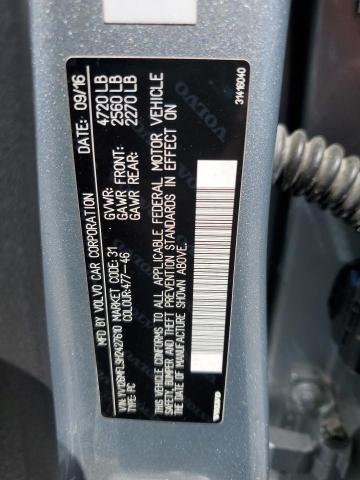 MFD BY VOLVO CAR CORPORATION DATE: 09/16
GVWR: 4720 LB
GAWR FRONT: 2560 LB
GAWR REAR: 2270 LB
MARKET CODE: 31
COLOUR:477-46
TYPE: PC
THIS VEHICLE CONFORMS TO ALL APPLICABLE FEDERAL MOTOR VEHICLE
SAFETY, BUMPER AND THEFT PREVENTION STANDARDS IN EFFECT ON
THE DATE OF MANUFACTURE SHOWN ABOVE.
VOLVO
31416040